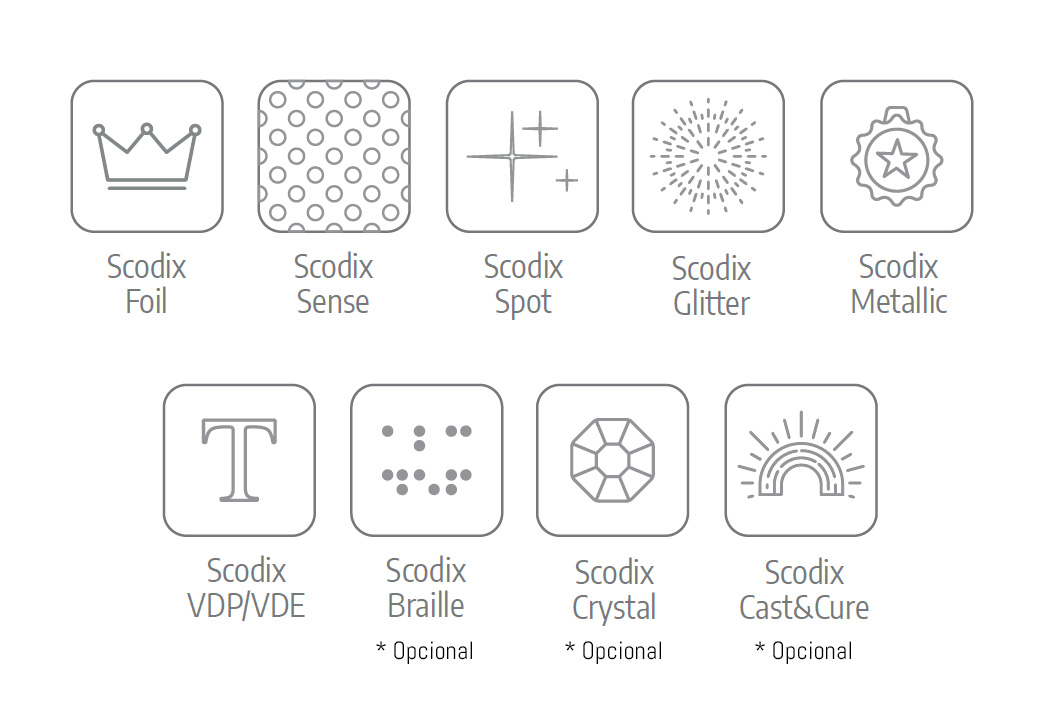 Scodix
Foil
Scodix
Sense
Scodix
Spot
Scodix
Glitter
Scodix
Metallic
Scodix
VDP/VDE
Scodix
Braille
* Opcional
Scodix
Crystal
* Opcional
Scodix
Cast&Cure
* Opcional